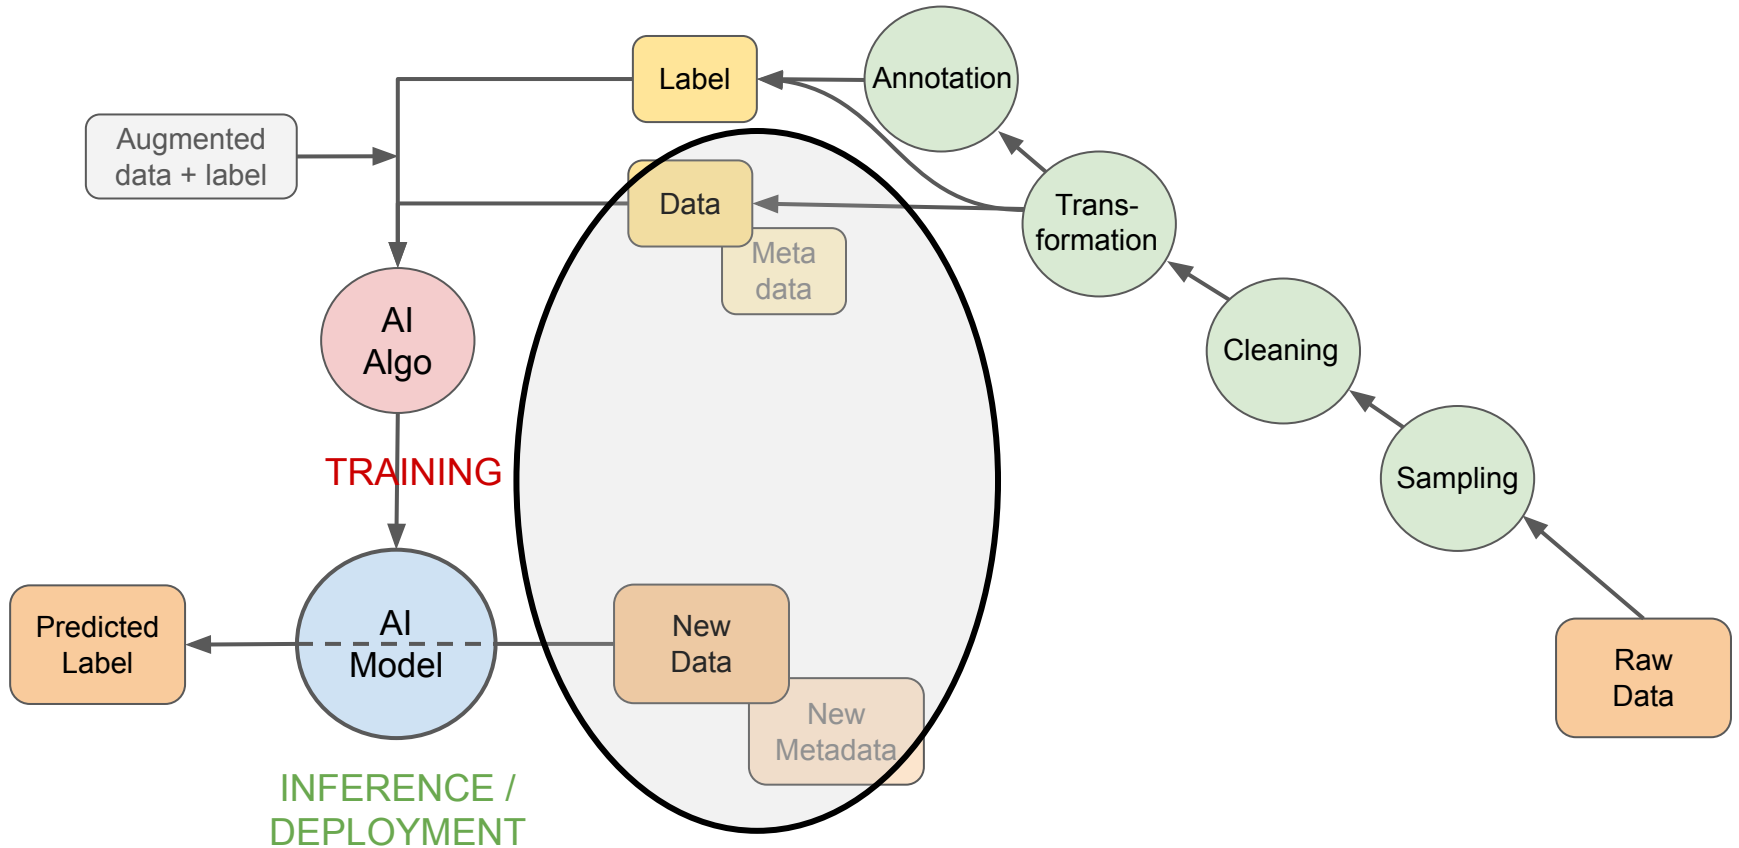 Label
Annotation
Augmented
data + label
Data
Trans-
formation
Meta
data
AI
Algo
Cleaning
TRAINING
Sampling
Predicted
Label
AI
Model
New
Data
Raw
Data
New
Metadata
INFERENCE /
DEPLOYMENT